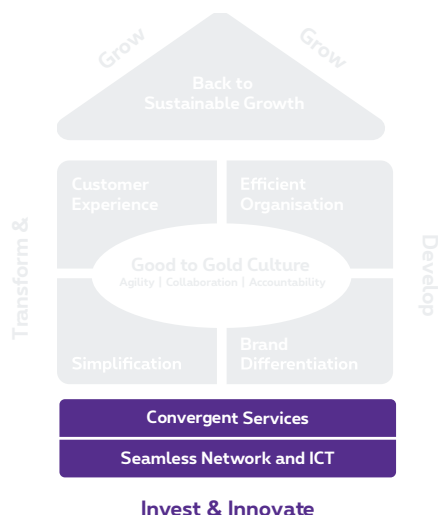 Grow
Grow
Back to
Sustainable Growth
Transform &
Develop
Customer
Experience
Efficient
Organisation
Good to Gold Culture
Agility | Collaboration | Accountability
Simplification
Brand
Differentiation
Convergent Services
Seamless Network and ICT
Invest & Innovate